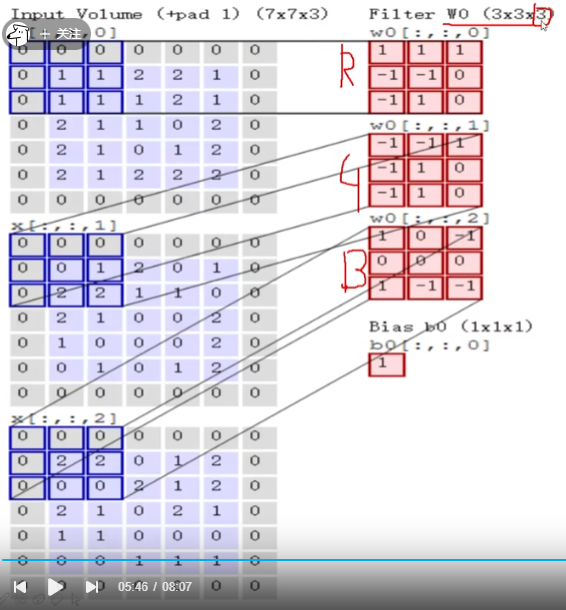 Input Volume (+pad 1) (7x7x3)
+ 关注
,0]
0 0 0 0 0 0 0
0 1 1 2 2 1 0
0 1 1 1 2 1 0
0 2 1 1 0 2 0
0 2 1 0 1 2 0
0 2 1 2 2 2 0
0 0 0 0 0 0 0
x[:,:,1]
0 0 0 0 0 0 0
0 0 1 2 0 1 0
0 2 2 1 1 0 0
0 2 1 0 0 2 0
0 1 0 0 0 2 0
0 0 1 0 1 2 0
0 0 0 0 0 0 0
x[:,:,2]
0 0 0 0 0 0 0
0 2 2 0 1 2 0
0 0 0 2 1 2 0
0 2 1 0 2 1 0
0 1 1 0 0 0 0
0 0 0 1 1 1 0
0 0 0 0 0
Filter W0 (3x3x3)
w0[:,:,0]
R
1 1 1
-1 -1 0
-1 1 0
w0[:,:,1]
G
-1 -1 1
-1 1 0
-1 1 0
w0[:,:,2]
B
1 0 -1
0 0 0
1 -1 -1
Bias b0 (1x1x1)
b0[:,:,0]
1
05:46 / 08:07